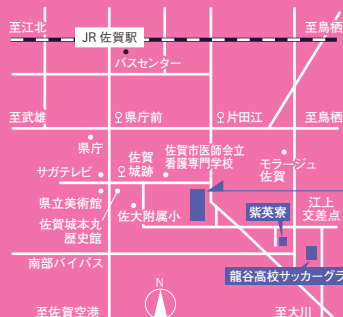 至江北
至鳥栖
JR 佐賀駅
バスセンター
至武雄
県庁前
片田江
至鳥栖
県庁
佐賀
城跡
佐賀市医師会立
看護専門学校
モラージュ
佐賀
サガテレビ
県立美術館
佐大附属小
佐賀城本丸
歴史館
紫英寮
江上
交差点
南部バイパス
龍谷高校サッカーグラ
至佐賀空港
N
至大川